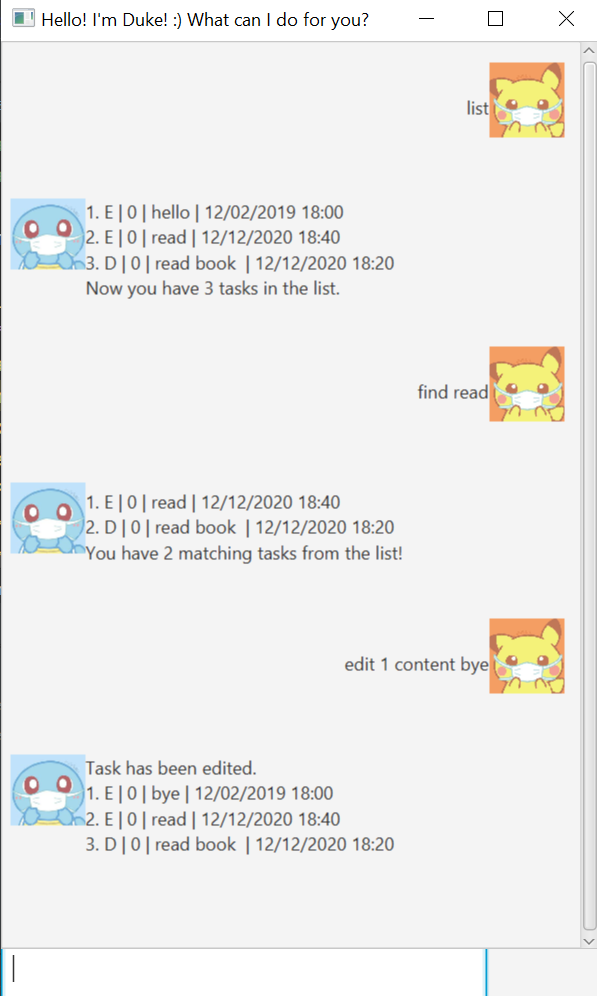 Hello! I'm Duke! :) What can I do for you?
list
1. E | 0 | hello | 12/02/2019 18:00
2. E | 0 | read | 12/12/2020 18:40
3. D | 0 | read book  | 12/12/2020 18:20
Now you have 3 tasks in the list.
find read
1. E | 0 | read | 12/12/2020 18:40
2. D | 0 | read book  | 12/12/2020 18:20
You have 2 matching tasks from the list!
edit 1 content bye
Task has been edited.
1. E | 0 | bye | 12/02/2019 18:00
2. E | 0 | read | 12/12/2020 18:40
3. D | 0 | read book  | 12/12/2020 18:20